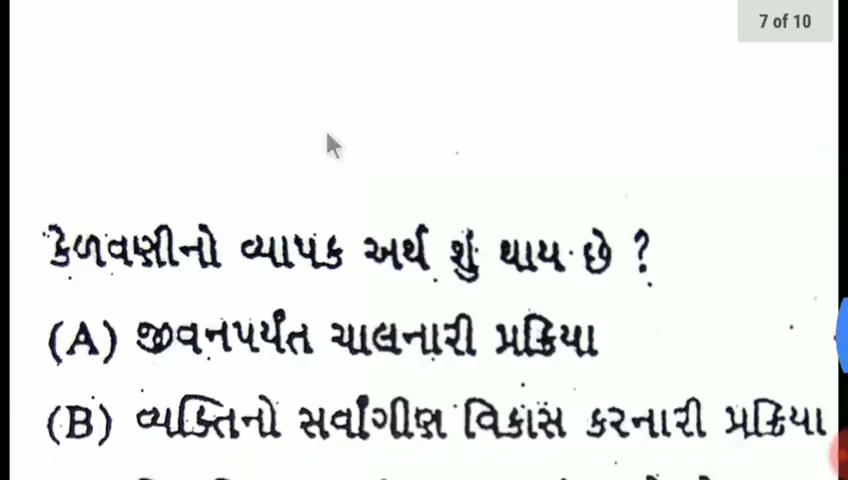 7 of 10
કેળવણીનો વ્યાપક અર્થ શું થાય છે ?
(A) જીવનપર્યંત ચાલનારી પ્રક્રિયા
(B) વ્યક્તિનો સર્વાંગીણ વિકાસ કરનારી પ્રક્રિયા